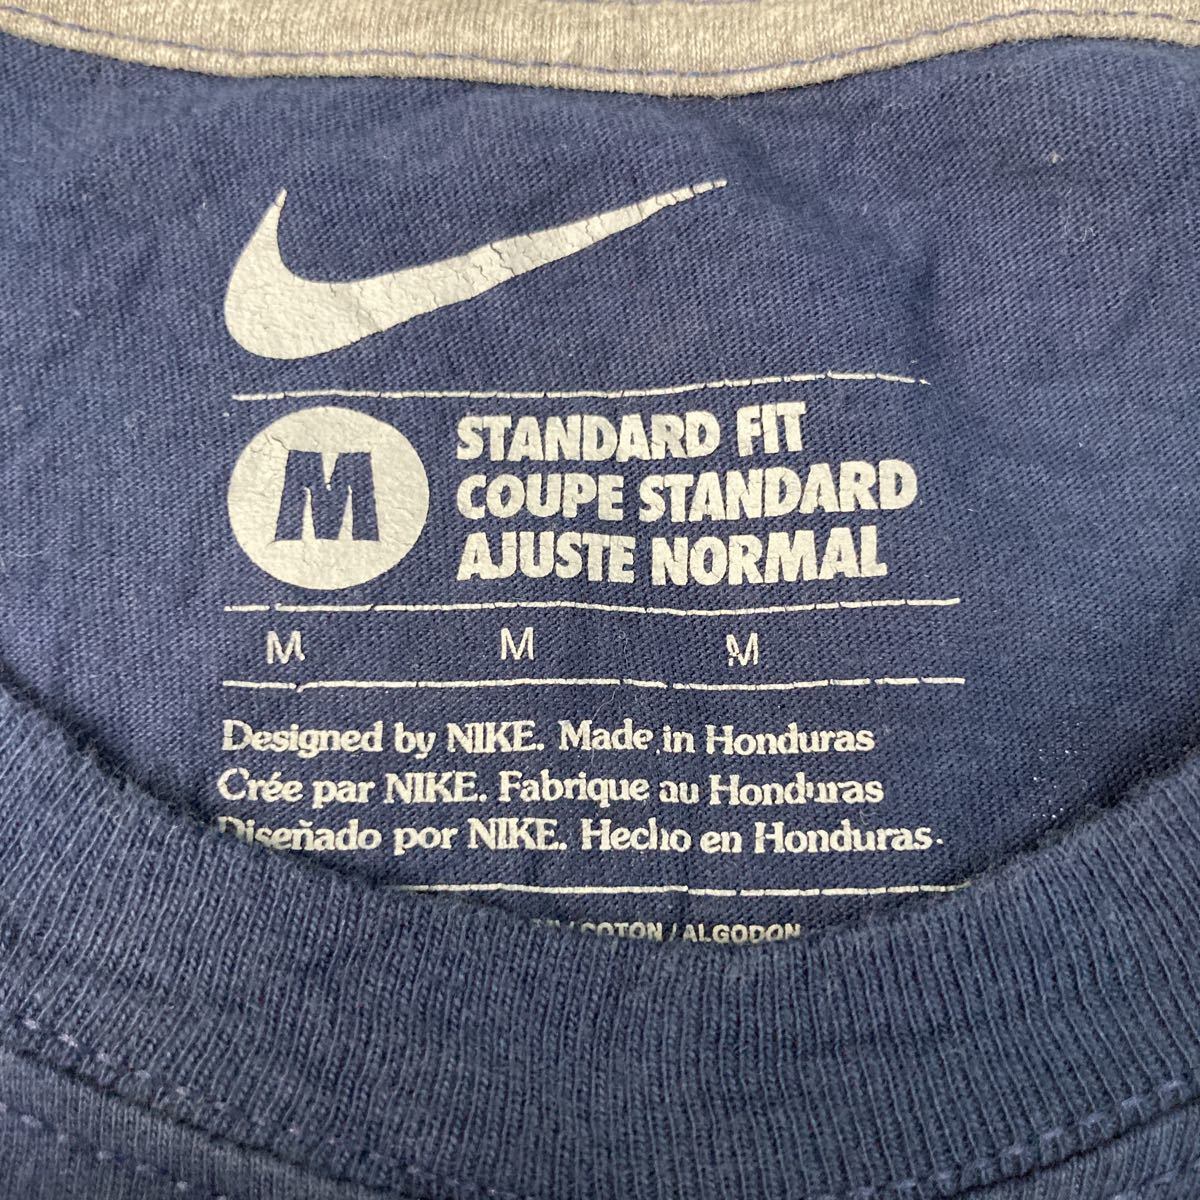 M
STANDARD FIT
COUPE STANDARD
AJUSTE NORMAL
M M M
Designed by NIKE. Made in Honduras
Crée par NIKE. Fabrique au Honduras
Diseñado por NIKE. Hecho en Honduras.
/ COTON / ALGODON